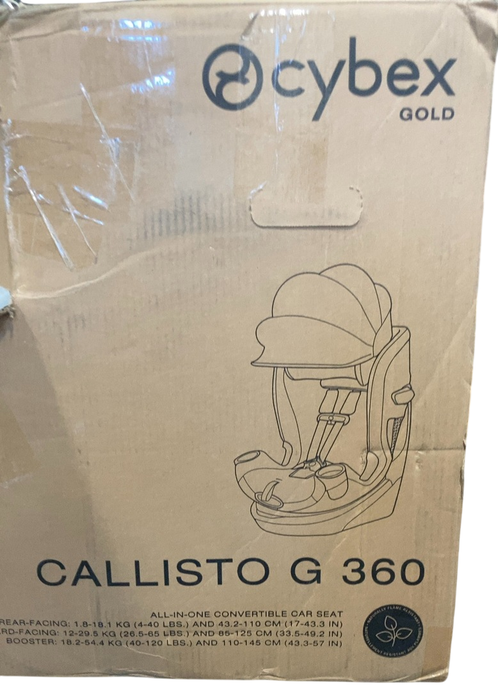 cybex
GOLD
CALLISTO G 360
ALL-IN-ONE CONVERTIBLE CAR SEAT
REAR-FACING: 1.8-18.1 KG (4-40 LBS.) AND 43.2-110 CM (17-43.3 IN)
RD-FACING: 12-29.5 KG (26.5-65 LBS.) AND 85-125 CM (33.5-49.2 IN)
BOOSTER: 18.2-54.4 KG (40-120 LBS.) AND 110-145 CM (43.3-57 IN)